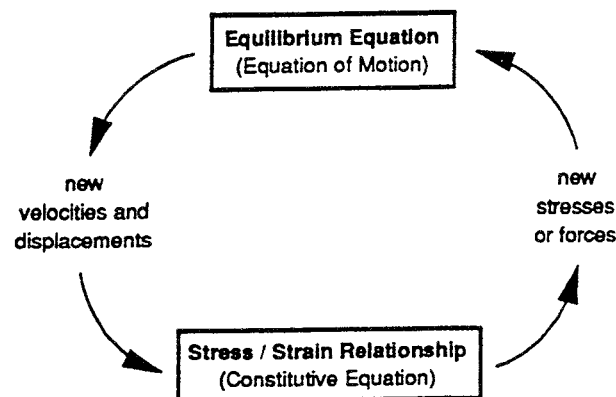 Equilibrium Equation
(Equation of Motion)
new
velocities and
displacements
new
stresses
or forces
Stress / Strain Relationship
(Constitutive Equation)